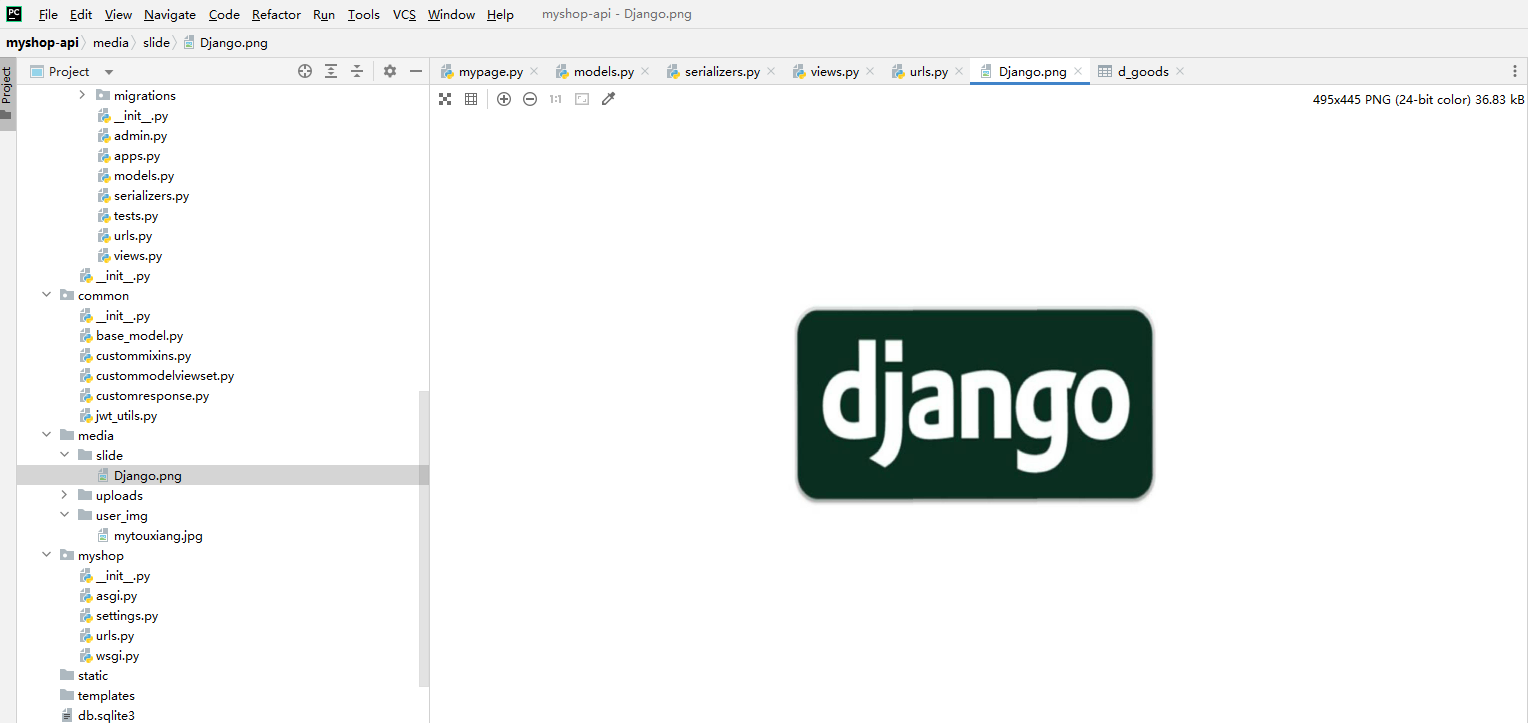 PC File Edit View Navigate Code Refactor Run Tools VCS Window Help myshop-api - Django.png
myshop-api media slide Django.png
Project
Project
mypage.py models.py serializers.py views.py urls.py Django.png d_goods
1:1 495x445 PNG (24-bit color) 36.83 kB
migrations
__init__.py
admin.py
apps.py
models.py
serializers.py
tests.py
urls.py
views.py
__init__.py
common
__init__.py
base_model.py
custommixins.py
custommodelviewset.py
customresponse.py
jwt_utils.py
media
slide
Django.png
uploads
user_img
mytouxiang.jpg
myshop
__init__.py
asgi.py
settings.py
urls.py
wsgi.py
static
templates
db.sqlite3
django